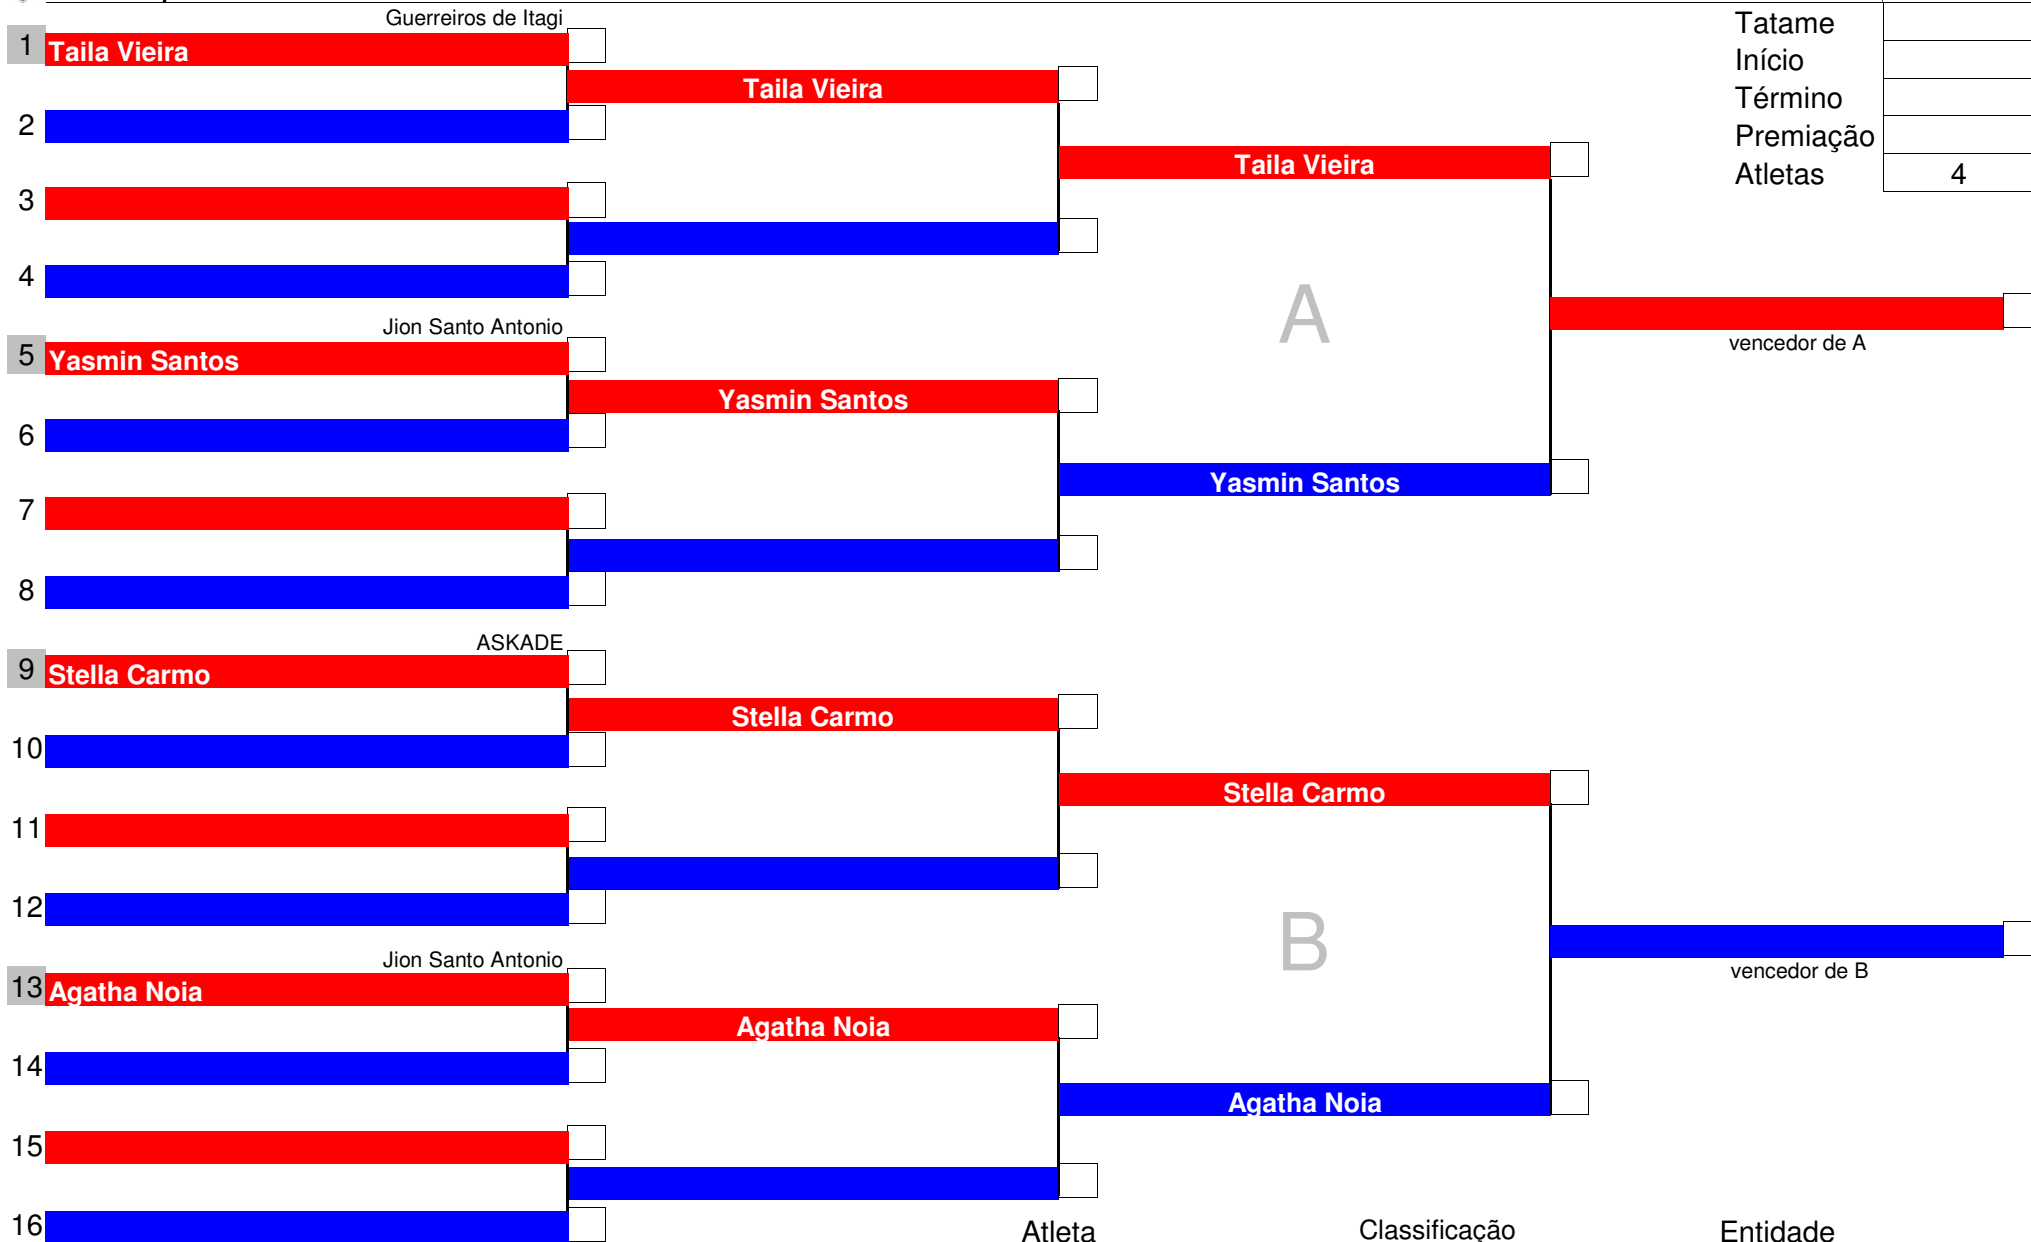 Guerreiros de Itagi
Tatame
1 Taila Vieira
Início
Taila Vieira
Término
2
Premiação
Taila Vieira
Atletas 4
3
4
A
Jion Santo Antonio
vencedor de A
5 Yasmin Santos
Yasmin Santos
6
Yasmin Santos
7
8
ASKADE
9 Stella Carmo
Stella Carmo
10
Stella Carmo
11
12
B
Jion Santo Antonio
vencedor de B
13 Agatha Noia
Agatha Noia
14
Agatha Noia
15
16
Atleta Classificação Entidade